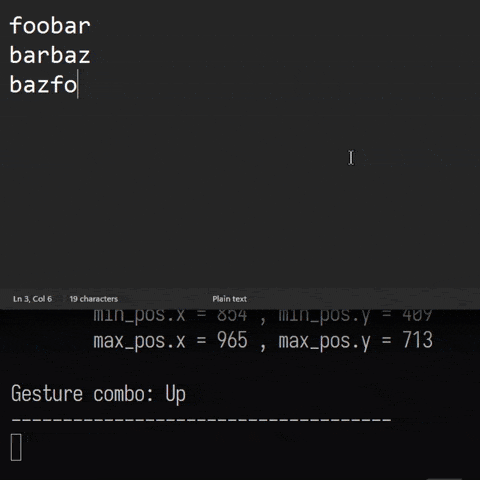 foobar
barbaz
bazfo
Ln 3, Col 6 19 characters Plain text
min_pos.x = 854 , min_pos.y = 409
max_pos.x = 965 , max_pos.y = 713
Gesture combo: Up
-------------------------------------